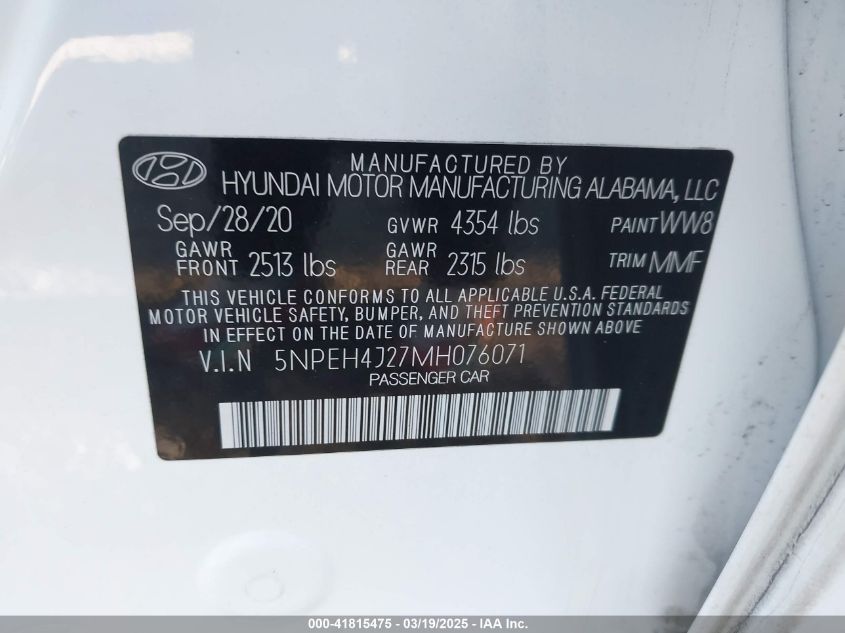 MANUFACTURED BY
HYUNDAI MOTOR MANUFACTURING ALABAMA, LLC
Sep/28/20 GVWR 4354 lbs PAINT WW8
GAWR FRONT 2513 lbs GAWR REAR 2315 lbs TRIM MMF
THIS VEHICLE CONFORMS TO ALL APPLICABLE U.S.A. FEDERAL
MOTOR VEHICLE SAFETY, BUMPER, AND THEFT PREVENTION STANDARDS
IN EFFECT ON THE DATE OF MANUFACTURE SHOWN ABOVE
V.I.N 5NPEH4J27MH076071
PASSENGER CAR
000-41815475 - 03/19/2025 - IAA Inc.